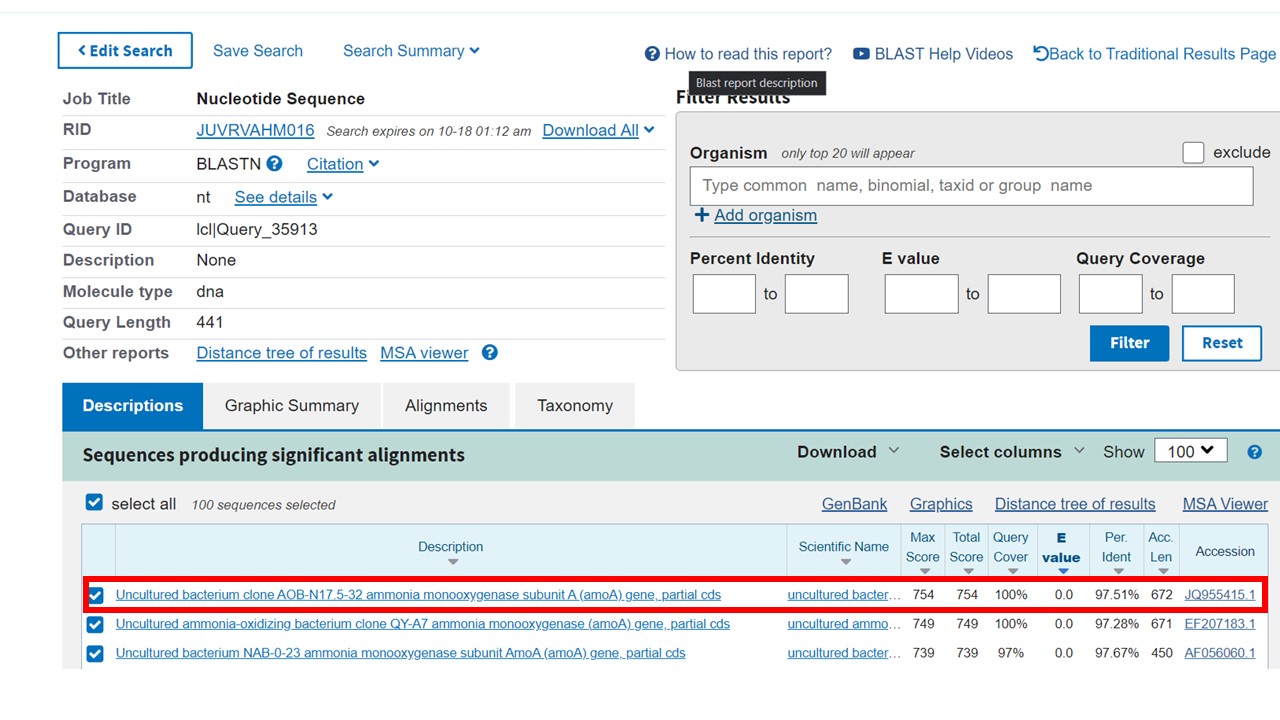 Edit Search Save Search Search Summary
How to read this report? BLAST Help Videos Back to Traditional Results Page
Blast report description
Job Title Nucleotide Sequence
RID JUVRVAHM016 Search expires on 10-18 01:12 am Download All
Program BLASTN Citation
Database nt See details
Query ID lcl|Query_35913
Description None
Molecule type dna
Query Length 441
Other reports Distance tree of results MSA viewer
Filter Results
Organism only top 20 will appear exclude
Type common name, binomial, taxid or group name
Add organism
Percent Identity E value Query Coverage
to to to
Filter Reset
Descriptions Graphic Summary Alignments Taxonomy
Sequences producing significant alignments Download Select columns Show 100
select all 100 sequences selected GenBank Graphics Distance tree of results MSA Viewer
Description Scientific Name Max Score Total Score Query Cover E value Per. Ident Acc. Len Accession
Uncultured bacterium clone AOB-N17.5-32 ammonia monooxygenase subunit A (amoA) gene, partial cds uncultured bacter... 754 754 100% 0.0 97.51% 672 JQ955415.1
Uncultured ammonia-oxidizing bacterium clone QY-A7 ammonia monooxygenase (amoA) gene, partial cds uncultured ammo... 749 749 100% 0.0 97.28% 671 EF207183.1
Uncultured bacterium NAB-0-23 ammonia monooxygenase subunit AmoA (amoA) gene, partial cds uncultured bacter... 739 739 97% 0.0 97.67% 450 AF056060.1